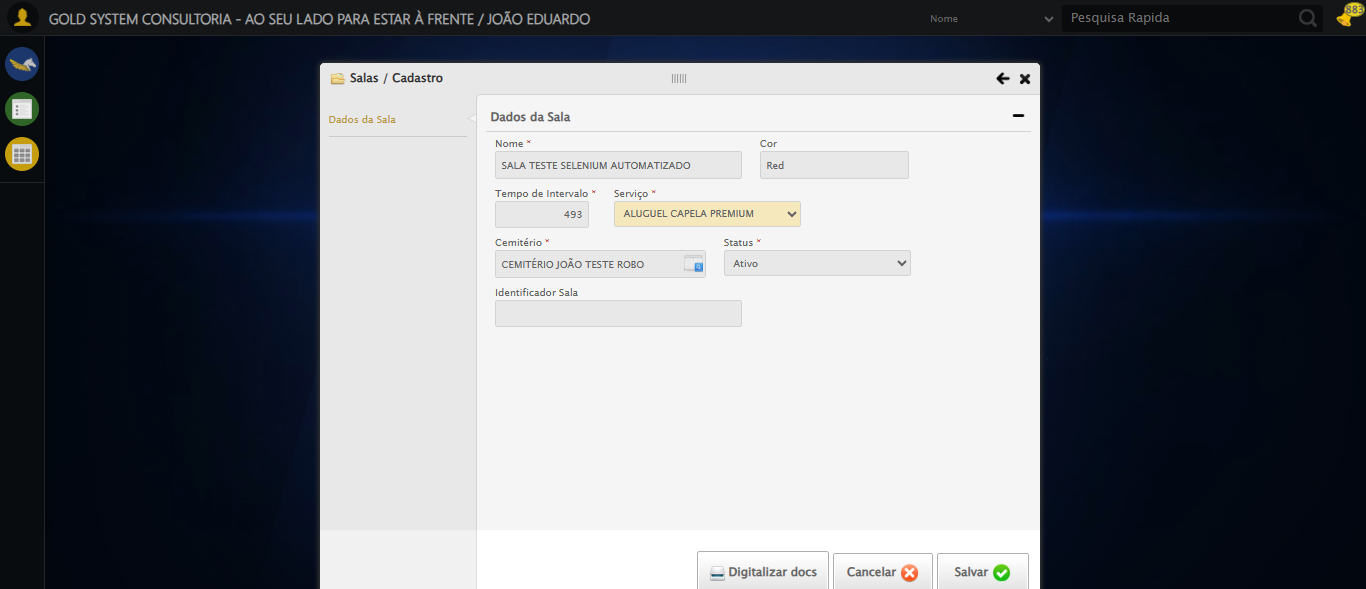 GOLD SYSTEM CONSULTORIA - AO SEU LADO PARA ESTAR À FRENTE / JOÃO EDUARDO
Nome
Pesquisa Rapida
883
Salas / Cadastro
Dados da Sala
Dados da Sala
Nome *
Cor
SALA TESTE SELENIUM AUTOMATIZADO
Red
Tempo de Intervalo *
Serviço *
493
ALUGUEL CAPELA PREMIUM
Cemitério *
Status *
CEMITÉRIO JOÃO TESTE ROBO
Ativo
Identificador Sala
Digitalizar docs
Cancelar
Salvar